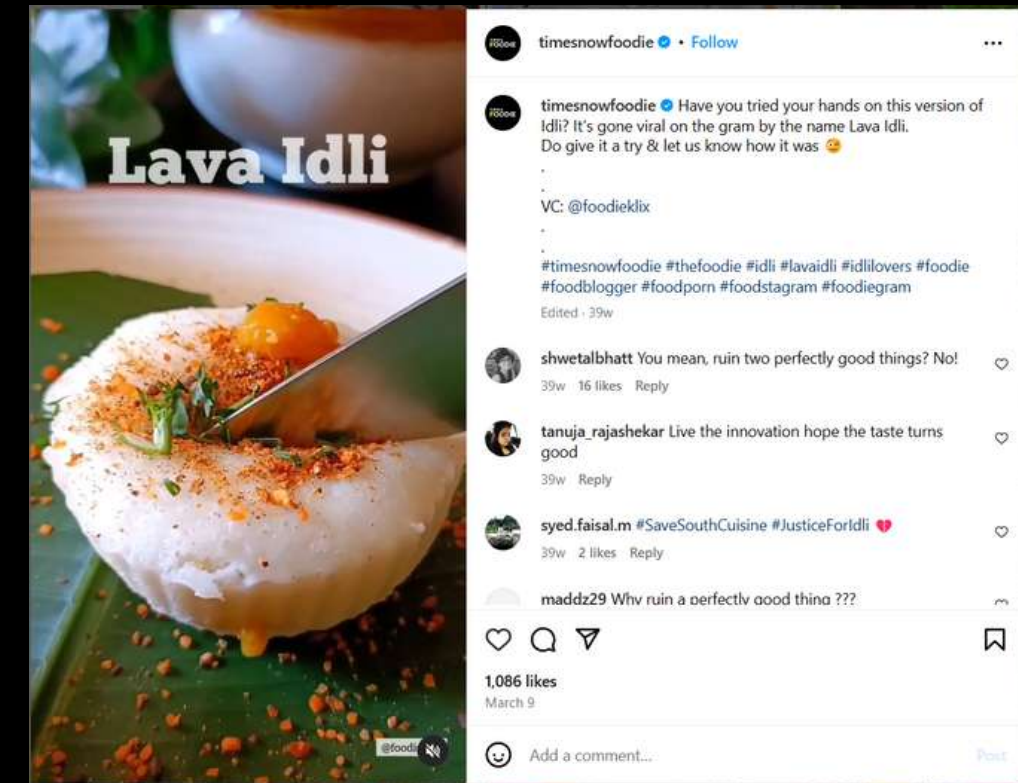 Lava Idli
@foodi
timesnowfoodie • Follow
timesnowfoodie Have you tried your hands on this version of
Idli? It's gone viral on the gram by the name Lava Idli.
Do give it a try & let us know how it was 😋
.
.
VC: @foodieklix
.
.
#timesnowfoodie #thefoodie #idli #lavaidli #idlilovers #foodie
#foodblogger #foodporn #foodstagram #foodiegram
Edited · 39w
shwetalbhatt You mean, ruin two perfectly good things? No!
39w 16 likes Reply
tanuja_rajashekar Live the innovation hope the taste turns
good
39w Reply
syed.faisal.m #SaveSouthCuisine #JusticeForIdli 💔
39w 2 likes Reply
maddz29 Why ruin a perfectly good thing ???
1,086 likes
March 9
Add a comment...
Post